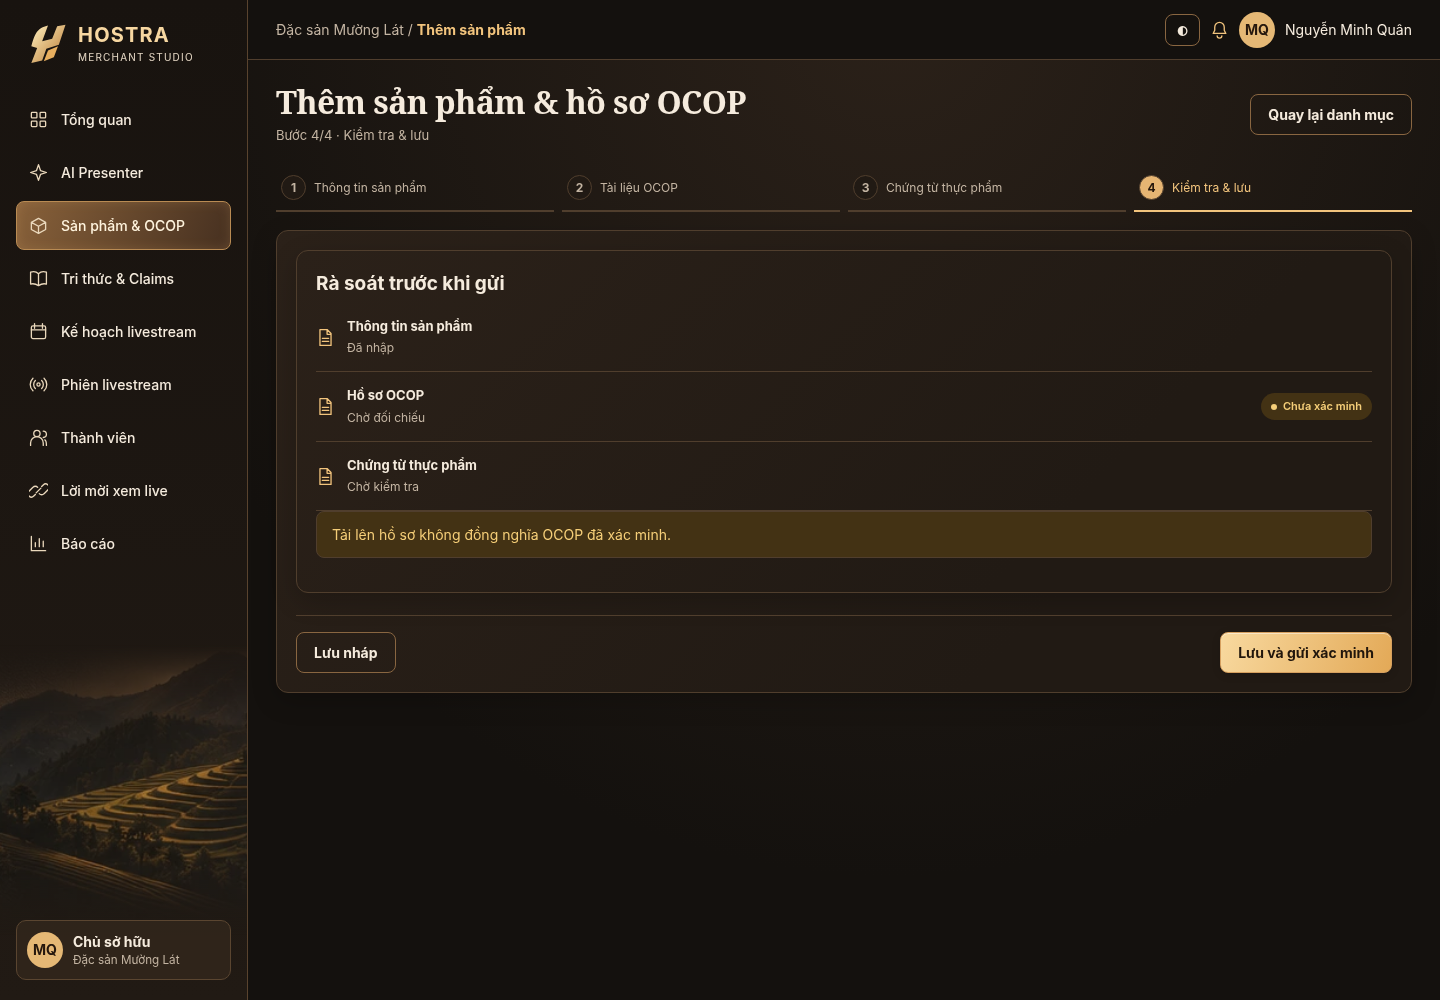 HOSTRA
MERCHANT STUDIO
Tổng quan
AI Presenter
Sản phẩm & OCOP
Tri thức & Claims
Kế hoạch livestream
Phiên livestream
Thành viên
Lời mời xem live
Báo cáo
MQ
Chủ sở hữu
Đặc sản Mường Lát
Đặc sản Mường Lát / Thêm sản phẩm
MQ Nguyễn Minh Quân
Thêm sản phẩm & hồ sơ OCOP
Bước 4/4 · Kiểm tra & lưu
Quay lại danh mục
1 Thông tin sản phẩm
2 Tài liệu OCOP
3 Chứng từ thực phẩm
4 Kiểm tra & lưu
Rà soát trước khi gửi
Thông tin sản phẩm
Đã nhập
Hồ sơ OCOP
Chờ đối chiếu
Chưa xác minh
Chứng từ thực phẩm
Chờ kiểm tra
Tải lên hồ sơ không đồng nghĩa OCOP đã xác minh.
Lưu nháp
Lưu và gửi xác minh